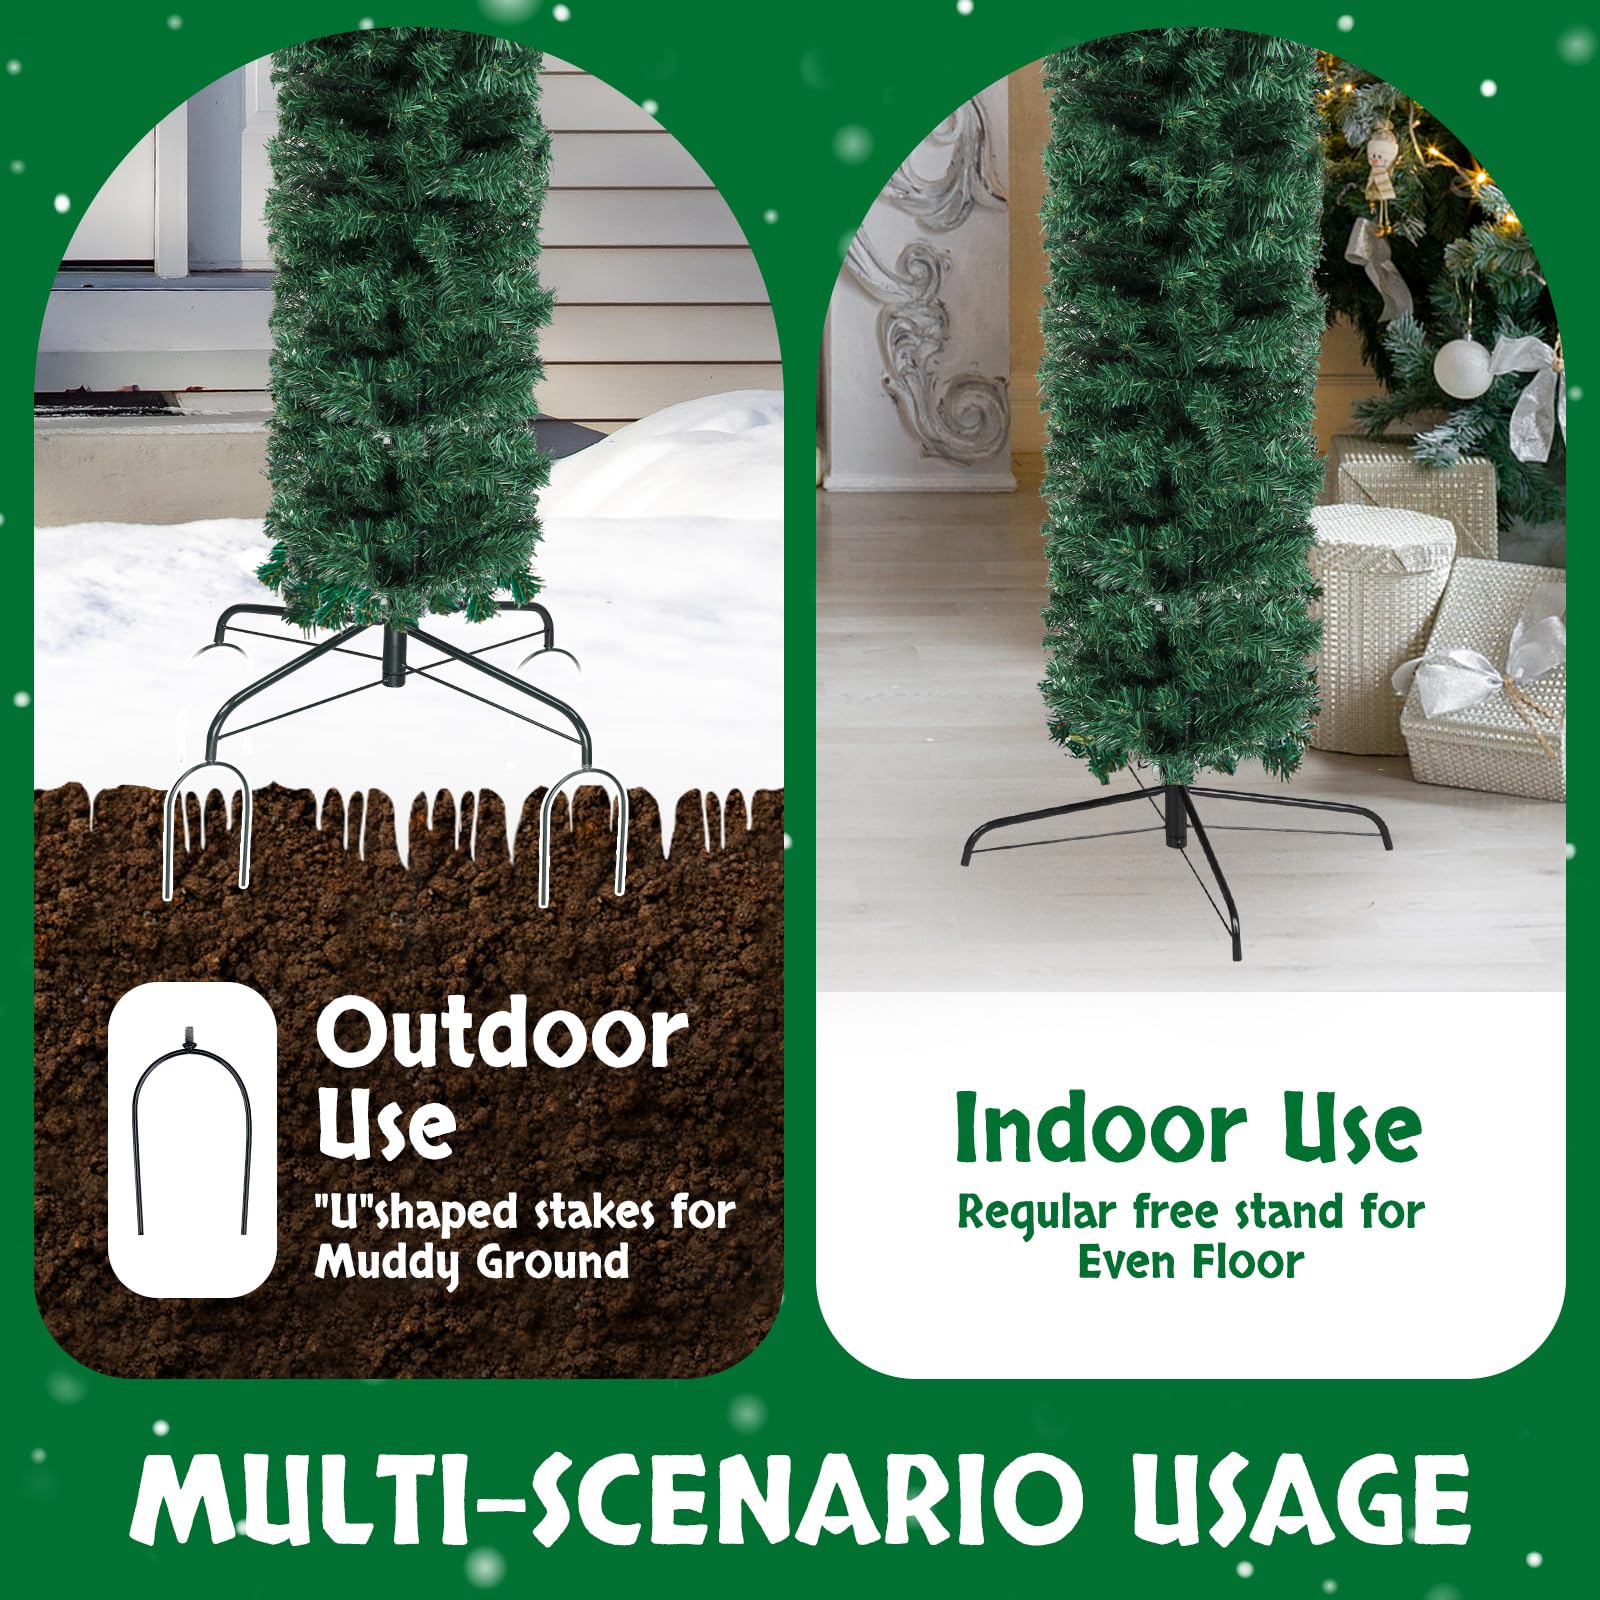 Outdoor
Use
"U"shaped stakes for
Muddy Ground
Indoor Use
Regular free stand for
Even Floor
MULTI-SCENARIO USAGE